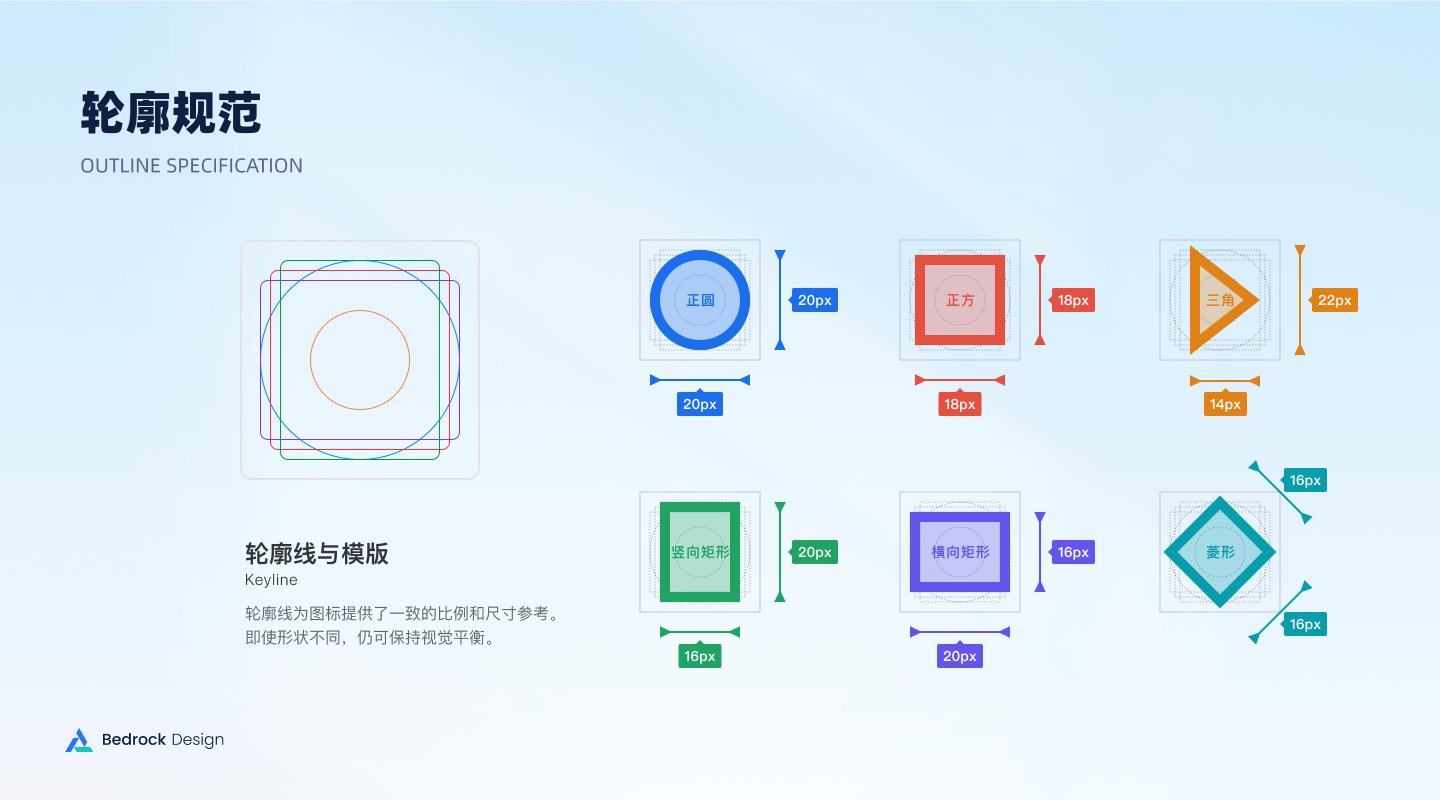 轮廓规范
OUTLINE SPECIFICATION
正圆
20px
20px
正方
18px
18px
三角
22px
14px
竖向矩形
20px
16px
横向矩形
16px
20px
菱形
16px
16px
轮廓线与模版
Keyline
轮廓线为图标提供了一致的比例和尺寸参考。
即使形状不同，仍可保持视觉平衡。
Bedrock Design